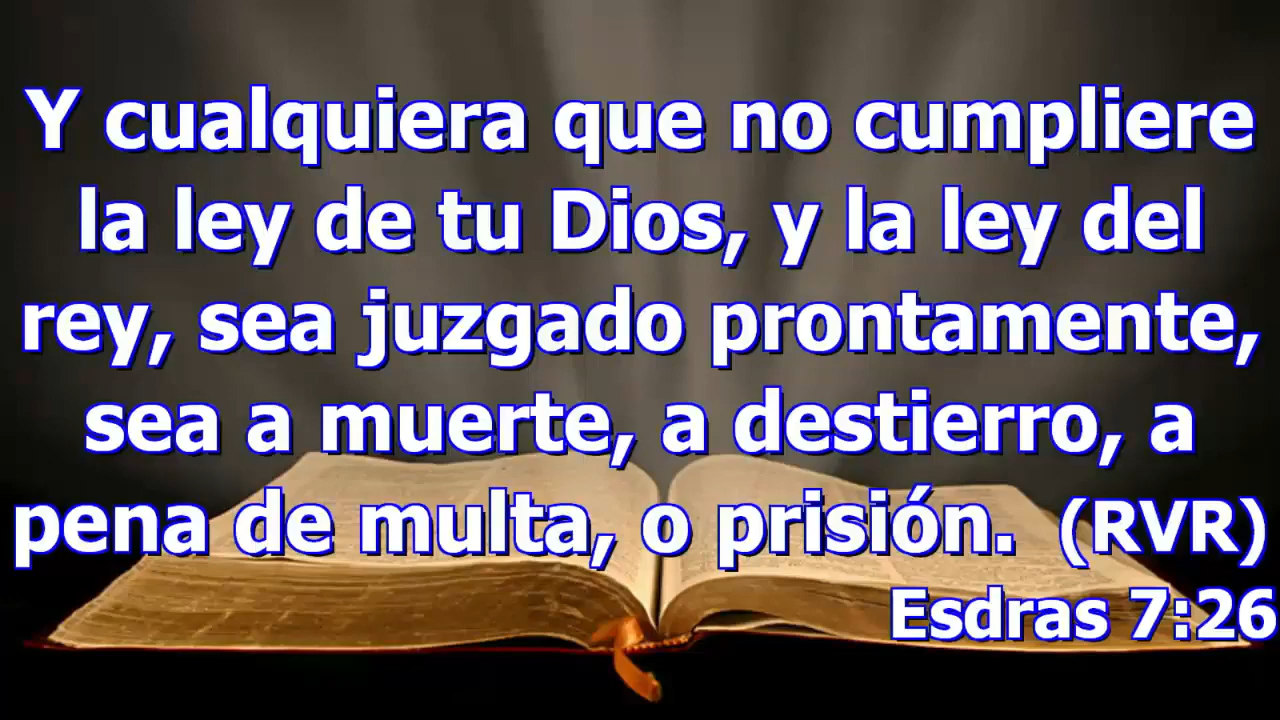 Y cualquiera que no cumpliere
la ley de tu Dios, y la ley del
rey, sea juzgado prontamente,
sea a muerte, a destierro, a
pena de multa, o prisión. (RVR)
Esdras 7:26